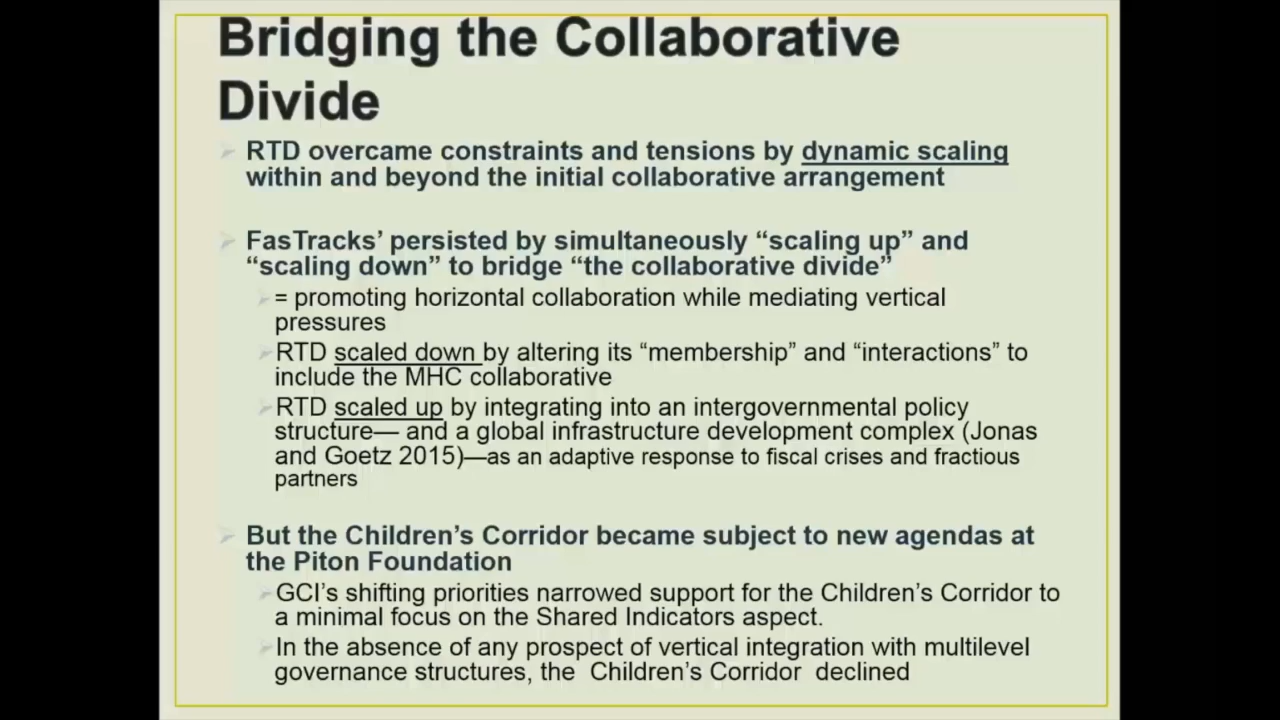 Bridging the Collaborative
Divide
RTD overcame constraints and tensions by dynamic scaling
within and beyond the initial collaborative arrangement
FasTracks’ persisted by simultaneously “scaling up” and
“scaling down” to bridge “the collaborative divide”
= promoting horizontal collaboration while mediating vertical
pressures
RTD scaled down by altering its “membership” and “interactions” to
include the MHC collaborative
RTD scaled up by integrating into an intergovernmental policy
structure— and a global infrastructure development complex (Jonas
and Goetz 2015)—as an adaptive response to fiscal crises and fractious
partners
But the Children’s Corridor became subject to new agendas at
the Piton Foundation
GCI’s shifting priorities narrowed support for the Children’s Corridor to
a minimal focus on the Shared Indicators aspect.
In the absence of any prospect of vertical integration with multilevel
governance structures, the Children’s Corridor declined